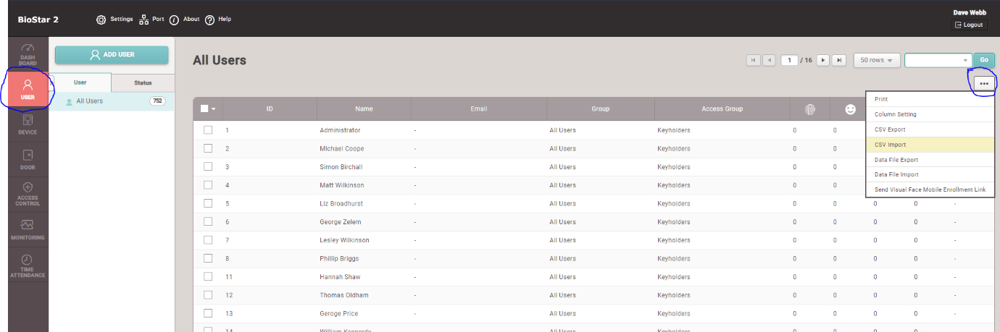 BioStar 2 Settings Port About Help
Dave Webb
Logout
DASH BOARD
USER
DEVICE
DOOR
ACCESS CONTROL
MONITORING
TIME ATTENDANCE
ADD USER
User Status
All Users 752
All Users
1 / 16 50 rows Go
Print
Column Setting
CSV Export
CSV Import
Data File Export
Data File Import
Send Visual Face Mobile Enrollment Link
ID Name Email Group Access Group
1 Administrator - All Users Keyholders 0 0
2 Michael Coope - All Users Keyholders 0 0
3 Simon Birchall - All Users Keyholders 0 0
4 Matt Wilkinson - All Users Keyholders 0 0
5 Liz Broadhurst - All Users Keyholders 0 0 0 0 -
6 George Zelem - All Users Keyholders 0 0 0 0 -
7 Lesley Wilkinson - All Users Keyholders 0 0 0 0 -
8 Phillip Briggs - All Users Keyholders 0 0 0 0 -
11 Hannah Shaw - All Users Keyholders 0 0 0 0 -
12 Thomas Oldham - All Users Keyholders 0 0 0 0 -
13 Geroge Price - All Users Keyholders 0 0 0 0 -
14 William Kennerdy All Users Keyholders 0 0 0 0